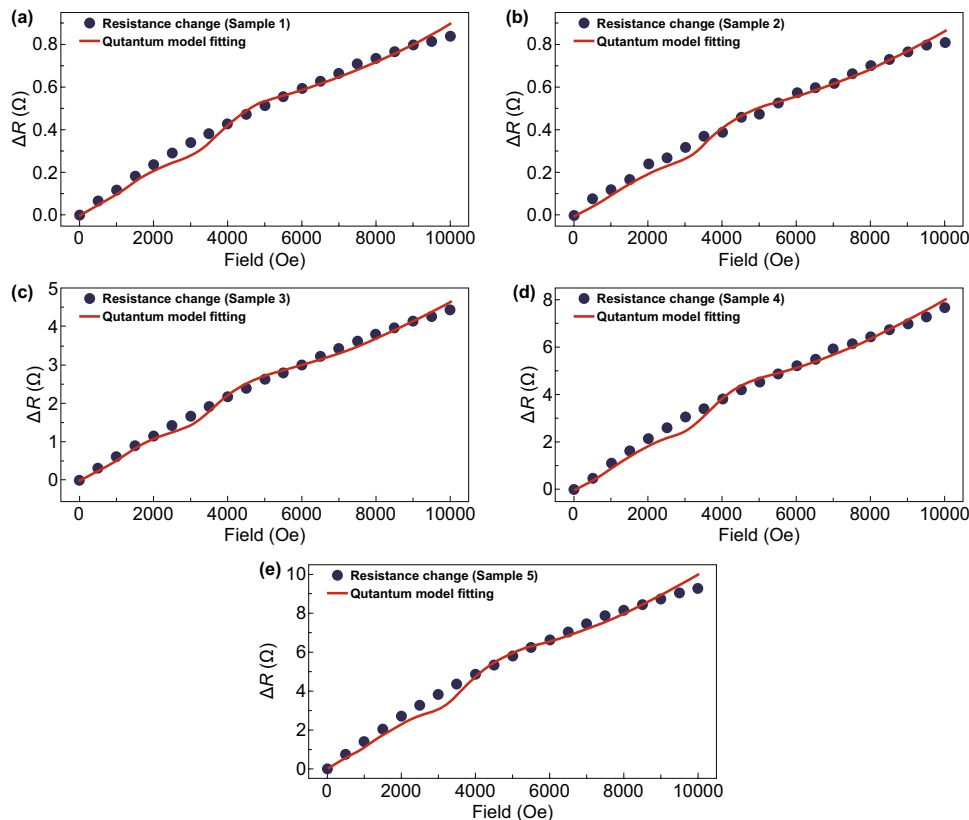 (a)
Resistance change (Sample 1)
Qutantum model fitting
0.8
0.6
0.4
0.2
0.0
ΔR (Ω)
0 2000 4000 6000 8000 10000
Field (Oe)
(b)
Resistance change (Sample 2)
Qutantum model fitting
0.8
0.6
0.4
0.2
0.0
ΔR (Ω)
0 2000 4000 6000 8000 10000
Field (Oe)
(c)
Resistance change (Sample 3)
Qutantum model fitting
5
4
3
2
1
0
ΔR (Ω)
0 2000 4000 6000 8000 10000
Field (Oe)
(d)
Resistance change (Sample 4)
Qutantum model fitting
8
6
4
2
0
ΔR (Ω)
0 2000 4000 6000 8000 10000
Field (Oe)
(e)
Resistance change (Sample 5)
Qutantum model fitting
10
8
6
4
2
0
ΔR (Ω)
0 2000 4000 6000 8000 10000
Field (Oe)